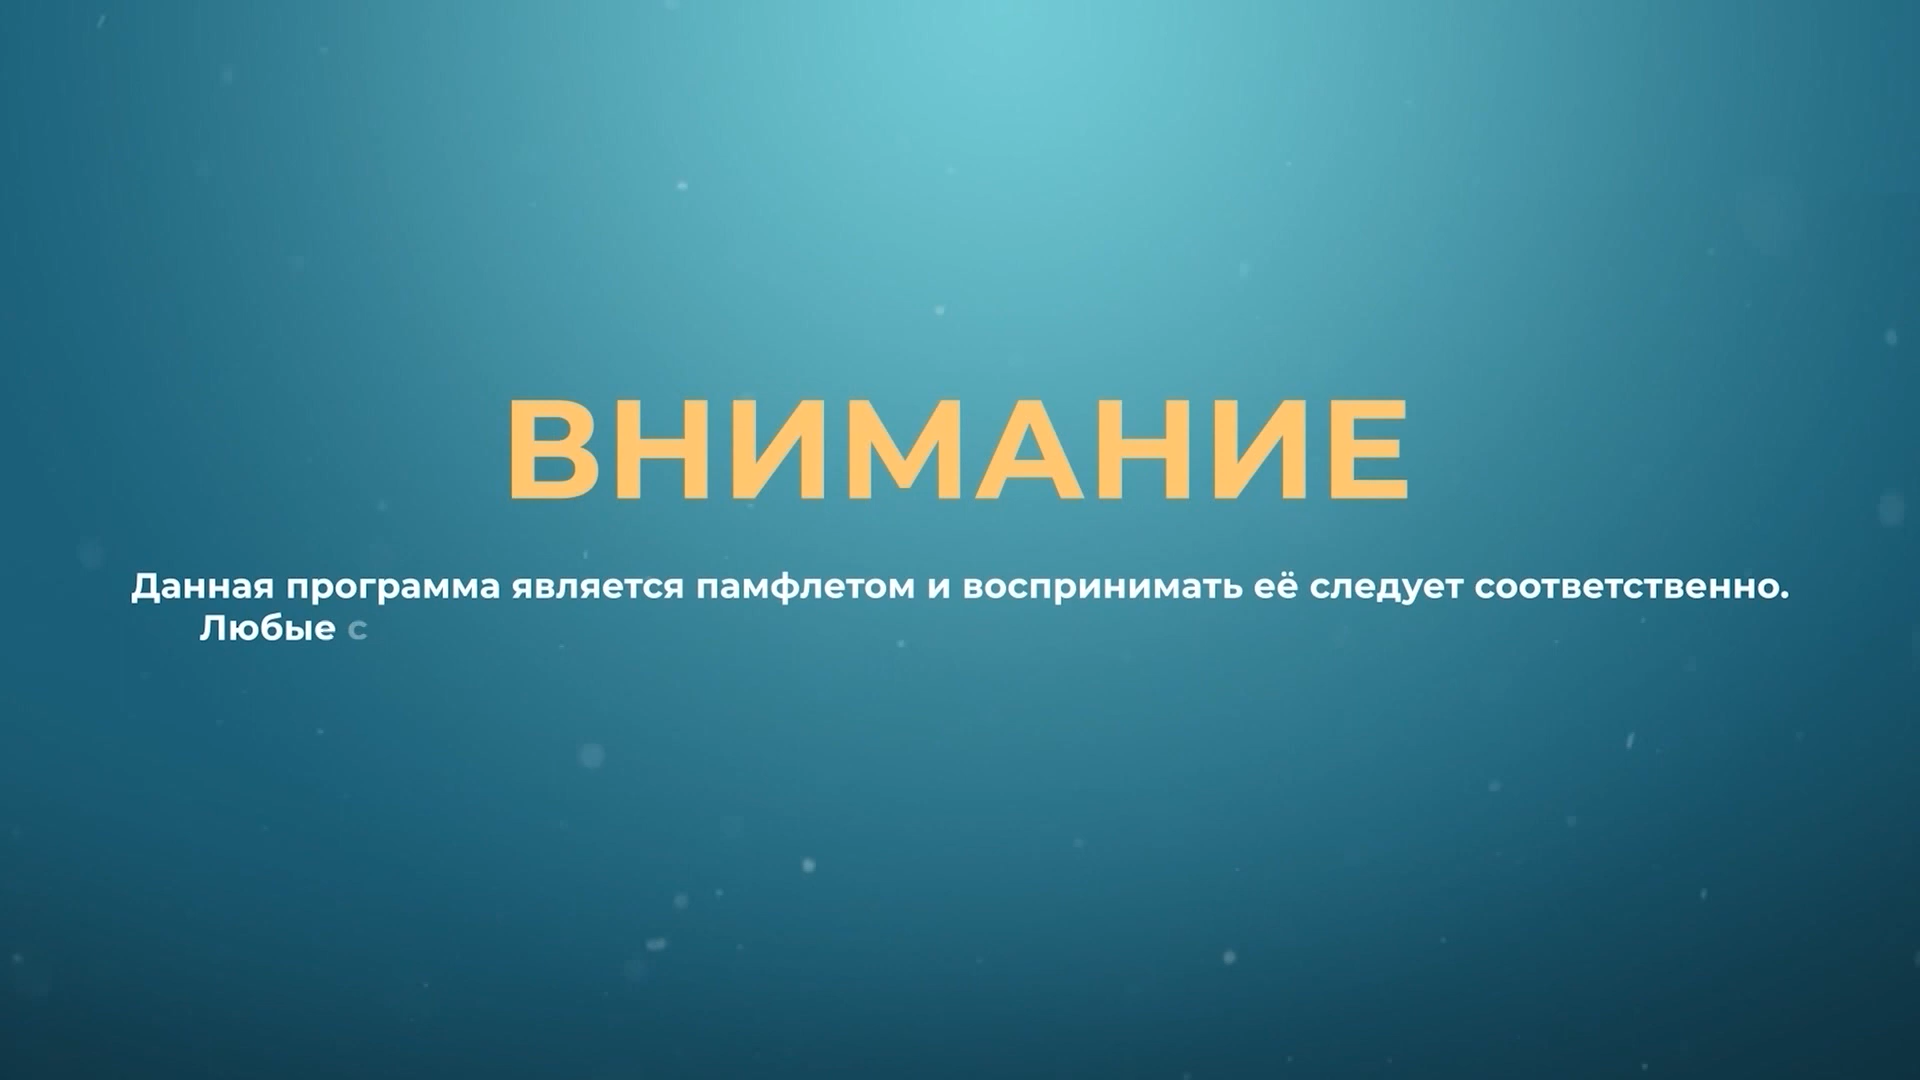 ВНИМАНИЕ
Данная программа является памфлетом и воспринимать её следует соответственно.
Любые с